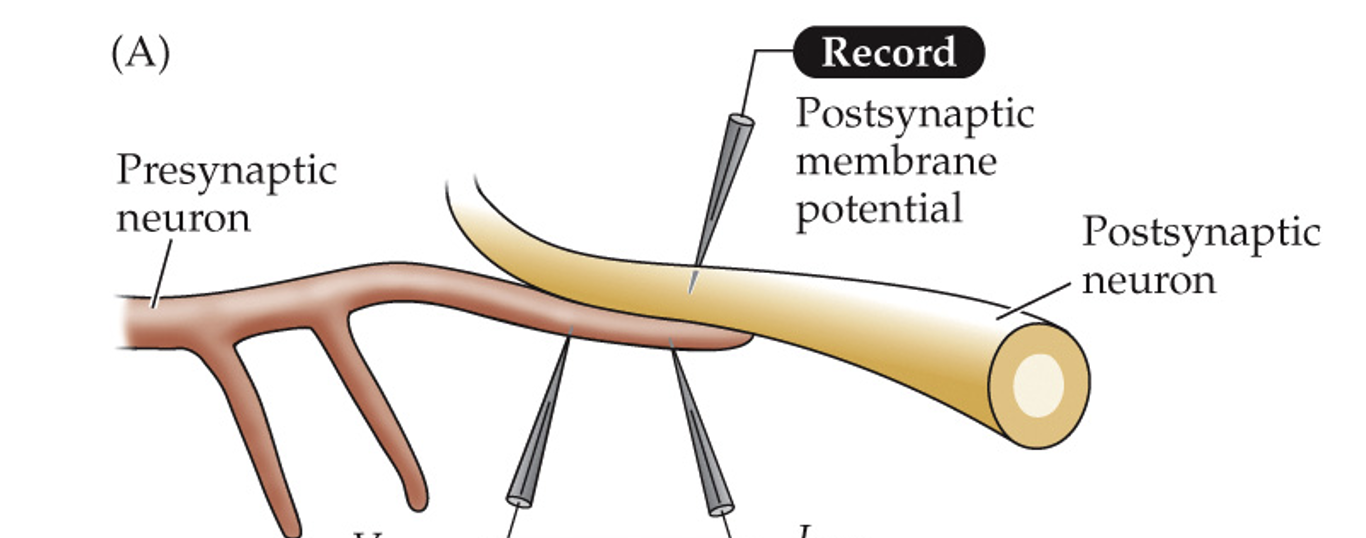 (A)
Record
Postsynaptic
membrane
potential
Presynaptic
neuron
Postsynaptic
neuron